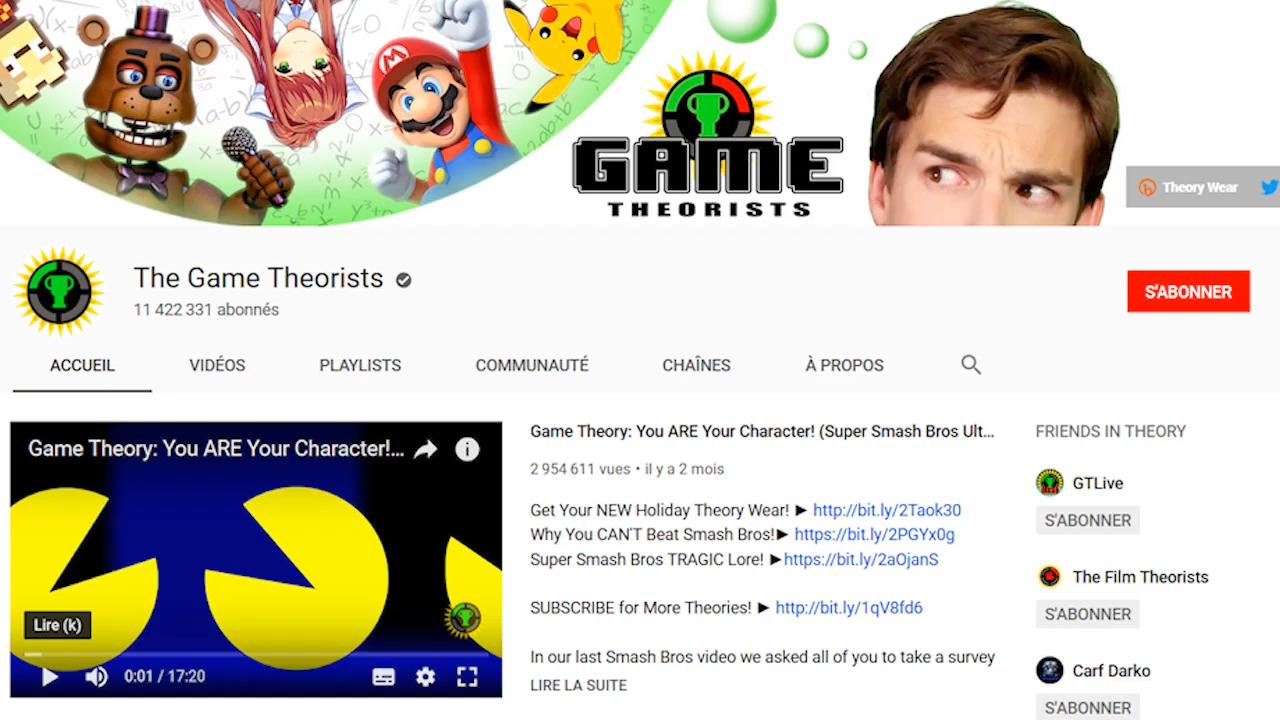 GAME
THEORISTS
Theory Wear
The Game Theorists
11 422 331 abonnés
S'ABONNER
ACCUEIL
VIDÉOS
PLAYLISTS
COMMUNAUTÉ
CHAÎNES
À PROPOS
Game Theory: You ARE Your Character!...
Lire (k)
0:01 / 17:20
Game Theory: You ARE Your Character! (Super Smash Bros Ult...
2 954 611 vues • il y a 2 mois
Get Your NEW Holiday Theory Wear! ► http://bit.ly/2Taok30
Why You CAN'T Beat Smash Bros!► https://bit.ly/2PGYx0g
Super Smash Bros TRAGIC Lore! ►https://bit.ly/2aOjanS
SUBSCRIBE for More Theories! ► http://bit.ly/1qV8fd6
In our last Smash Bros video we asked all of you to take a survey
LIRE LA SUITE
FRIENDS IN THEORY
GTLive
S'ABONNER
The Film Theorists
S'ABONNER
Carf Darko
S'ABONNER